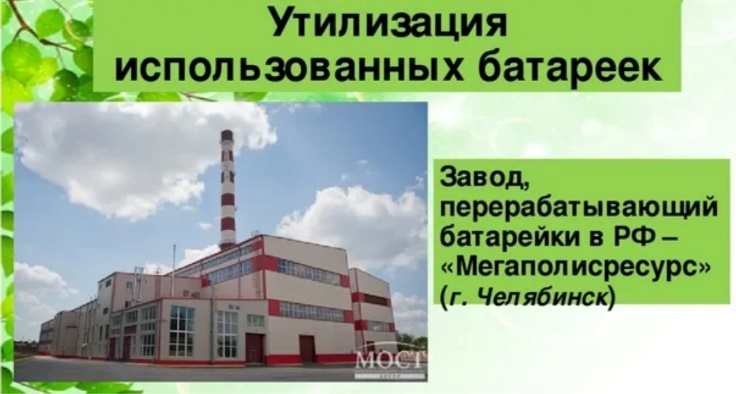 Утилизация
использованных батареек
Завод,
перерабатывающий
батарейки в РФ –
«Мегаполисресурс»
(г. Челябинск)
МОСТ